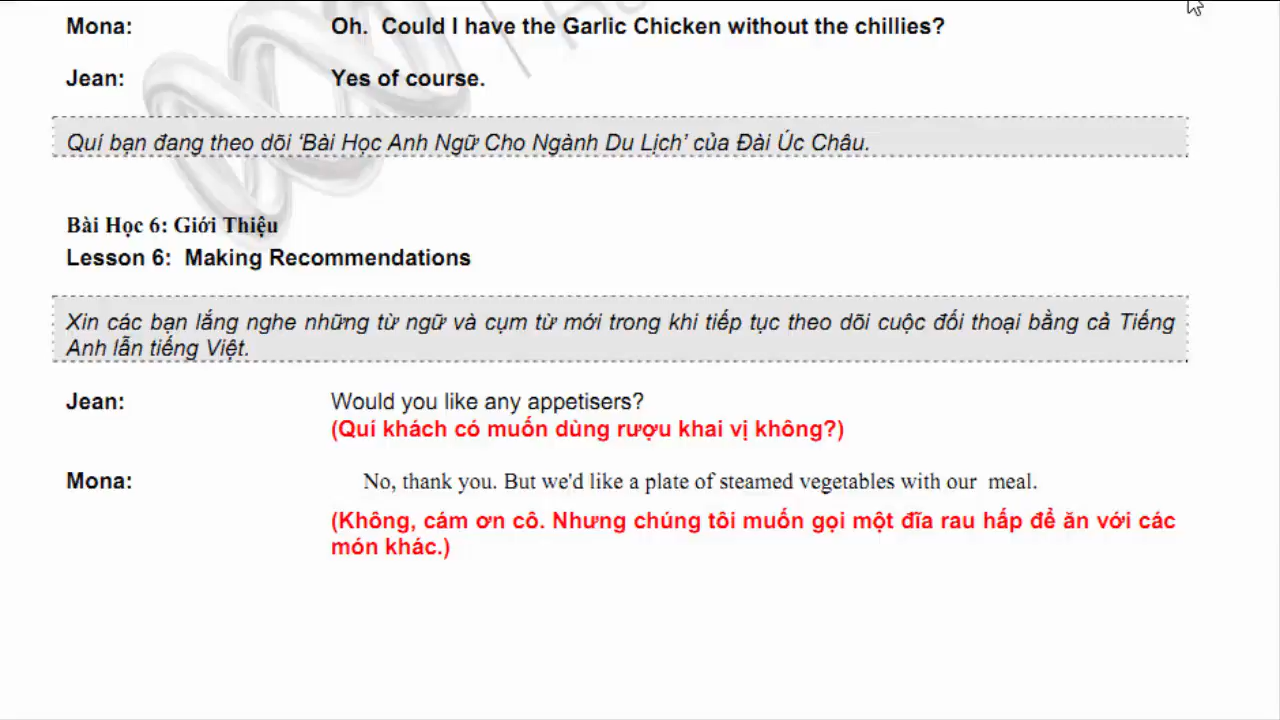 Mona: Oh. Could I have the Garlic Chicken without the chillies?
Jean: Yes of course.
Quí bạn đang theo dõi ‘Bài Học Anh Ngữ Cho Ngành Du Lịch’ của Đài Úc Châu.
Bài Học 6: Giới Thiệu
Lesson 6: Making Recommendations
Xin các bạn lắng nghe những từ ngữ và cụm từ mới trong khi tiếp tục theo dõi cuộc đối thoại bằng cả Tiếng
Anh lẫn tiếng Việt.
Jean: Would you like any appetisers?
(Quí khách có muốn dùng rượu khai vị không?)
Mona: No, thank you. But we'd like a plate of steamed vegetables with our meal.
(Không, cám ơn cô. Nhưng chúng tôi muốn gọi một đĩa rau hấp để ăn với các
món khác.)